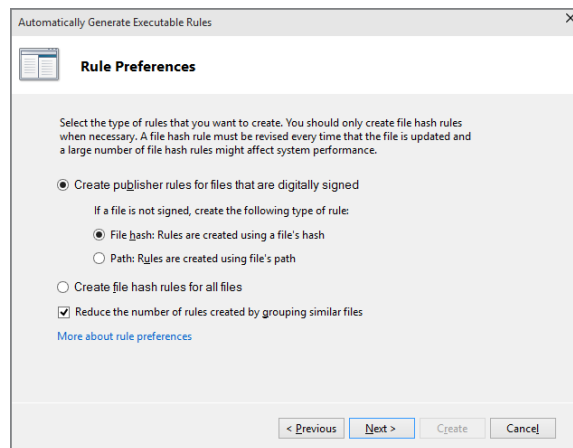 Automatically Generate Executable Rules
Rule Preferences
Select the type of rules that you want to create. You should only create file hash rules
when necessary. A file hash rule must be revised every time that the file is updated and
a large number of file hash rules might affect system performance.
Create publisher rules for files that are digitally signed
If a file is not signed, create the following type of rule:
File hash: Rules are created using a file's hash
Path: Rules are created using file's path
Create file hash rules for all files
Reduce the number of rules created by grouping similar files
More about rule preferences
< Previous
Next >
Create
Cancel